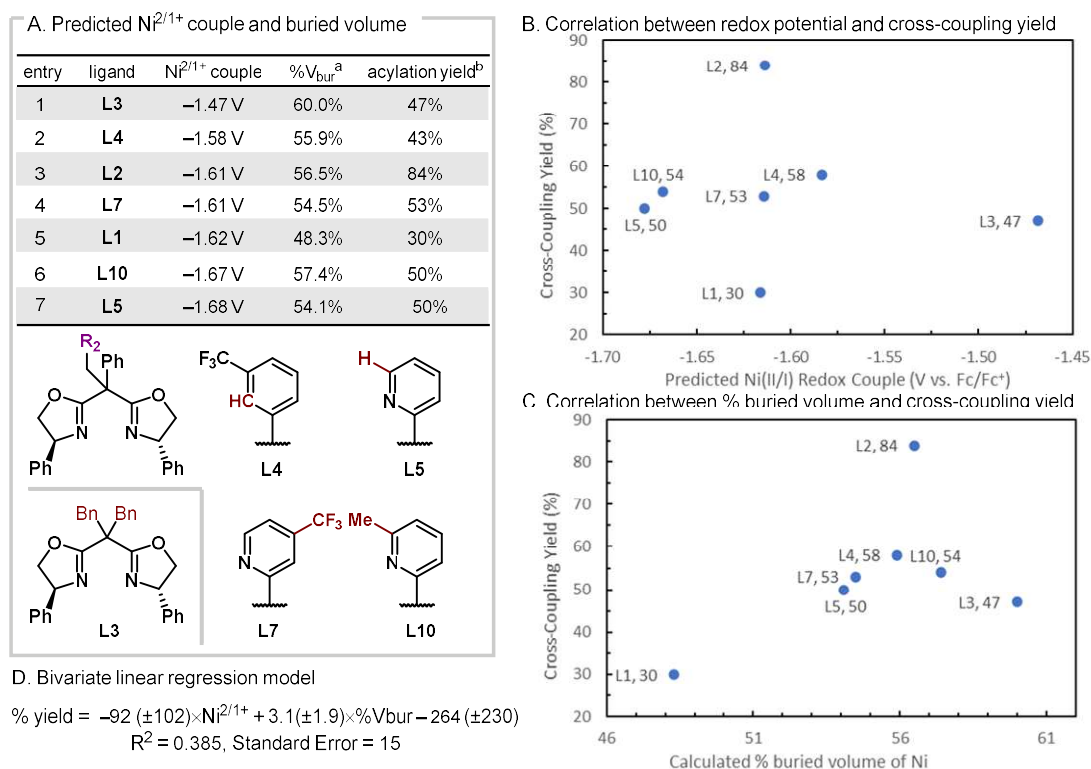 A. Predicted Ni2/1+ couple and buried volume
entry ligand Ni2/1+ couple %Vbura acylation yieldb
1 L3 –1.47 V 60.0% 47%
2 L4 –1.58 V 55.9% 43%
3 L2 –1.61 V 56.5% 84%
4 L7 –1.61 V 54.5% 53%
5 L1 –1.62 V 48.3% 30%
6 L10 –1.67 V 57.4% 50%
7 L5 –1.68 V 54.1% 50%
R2
Ph
O
O
N
N
Ph
Ph
F3C
HC
L4
H
N
L5
Bn Bn
O
O
N
N
Ph
Ph
L3
CF3
N
L7
Me
N
L10
B. Correlation between redox potential and cross-coupling yield
Cross-Coupling Yield (%)
90
80
70
60
50
40
30
20
L2, 84
L10, 54
L4, 58
L7, 53
L5, 50
L3, 47
L1, 30
-1.70 -1.65 -1.60 -1.55 -1.50 -1.45
Predicted Ni(II/I) Redox Couple (V vs. Fc/Fc+)
C. Correlation between % buried volume and cross-coupling yield
Cross-Coupling Yield (%)
90
80
70
60
50
40
30
20
L2, 84
L4, 58
L10, 54
L7, 53
L5, 50
L3, 47
L1, 30
46 51 56 61
Calculated % buried volume of Ni
D. Bivariate linear regression model
% yield = –92 (±102)×Ni2/1+ + 3.1(±1.9)×%Vbur – 264 (±230)
R2 = 0.385, Standard Error = 15